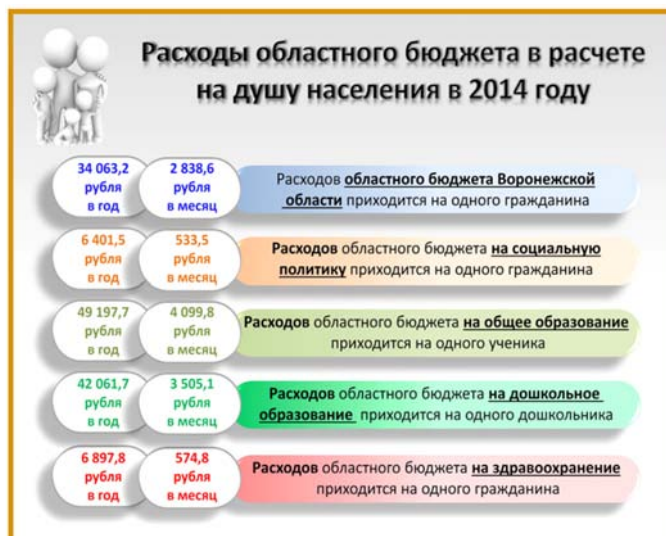 Расходы областного бюджета в расчете
на душу населения в 2014 году
34 063,2
рубля
в год
2 838,6
рубля
в месяц
Расходов областного бюджета Воронежской
области приходится на одного гражданина
6 401,5
рубля
в год
533,5
рубля
в месяц
Расходов областного бюджета на социальную
политику приходится на одного гражданина
49 197,7
рубля
в год
4 099,8
рубля
в месяц
Расходов областного бюджета на общее образование
приходится на одного ученика
42 061,7
рубля
в год
3 505,1
рубля
в месяц
Расходов областного бюджета на дошкольное
образование приходится на одного дошкольника
6 897,8
рубля
в год
574,8
рубля
в месяц
Расходов областного бюджета на здравоохранение
приходится на одного гражданина